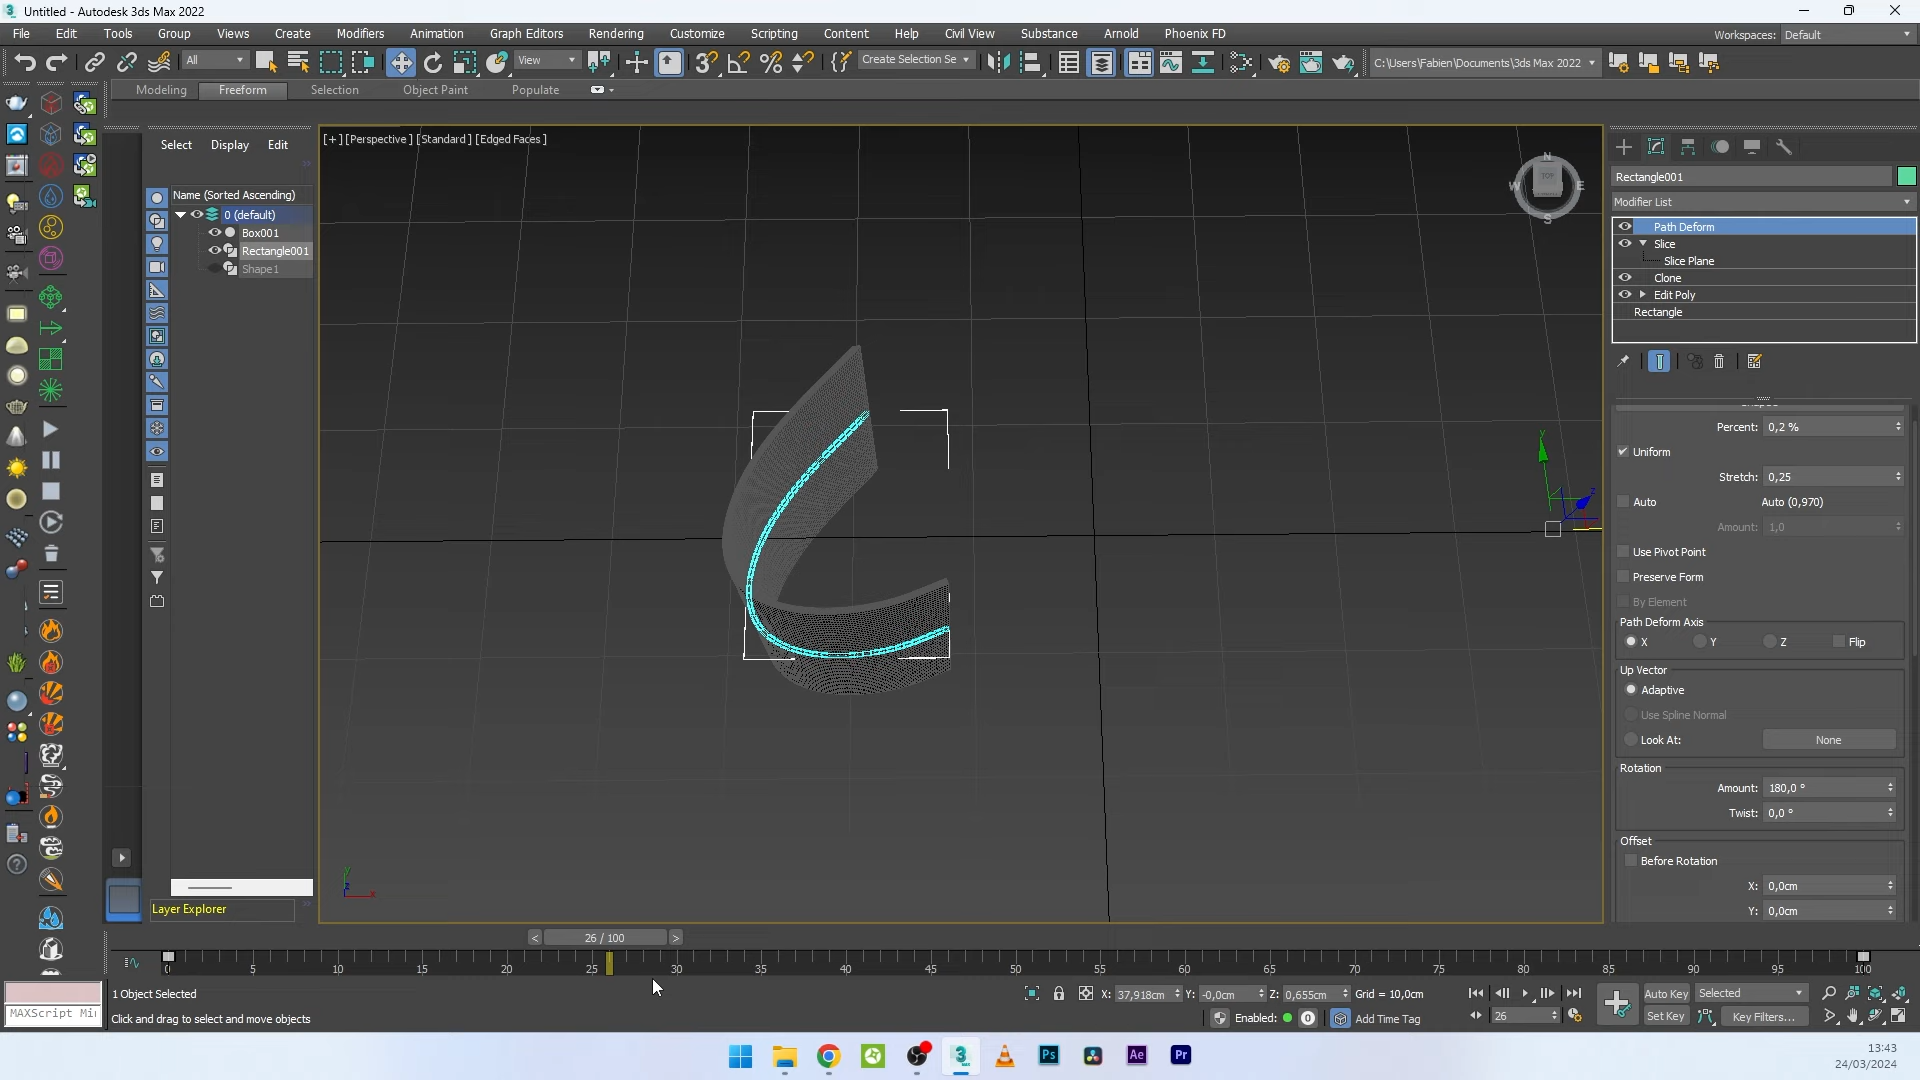 Untitled - Autodesk 3ds Max 2022
File Edit Tools Group Views Create Modifiers Animation Graph Editors Rendering Customize Scripting Content Help Civil View Substance Arnold Phoenix FD
Workspaces: Default
All View Create Selection Se C:\Users\Fabien\Documents\3ds Max 2022
Modeling Freeform Selection Object Paint Populate
Select Display Edit
[+] [Perspective ] [Standard ] [Edged Faces ]
N
W TOP E
S
Name (Sorted Ascending)
0 (default)
Box001
Rectangle001
Shape1
Rectangle001
Modifier List
Path Deform
Slice
Slice Plane
Clone
Edit Poly
Rectangle
Percent: 0,2 %
Uniform
Stretch: 0,25
Auto Auto (0,970)
Amount: 1,0
Use Pivot Point
Preserve Form
By Element
Path Deform Axis
X Y Z Flip
Up Vector
Adaptive
Use Spline Normal
Look At: None
Rotation
Amount: 180,0 °
Twist: 0,0 °
Offset
Before Rotation
X: 0,0cm
Y: 0,0cm
Layer Explorer
< 26 / 100 >
0 5 10 15 20 25 30 35 40 45 50 55 60 65 70 75 80 85 90 95 100
1 Object Selected
X: 37,918cm Y: -0,0cm Z: 0,655cm Grid = 10,0cm
Auto Key Selected
MAXScript Mi
Click and drag to select and move objects
Enabled: 0 Add Time Tag
26
Set Key Key Filters...
Ps Ae Pr
13:43
24/03/2024